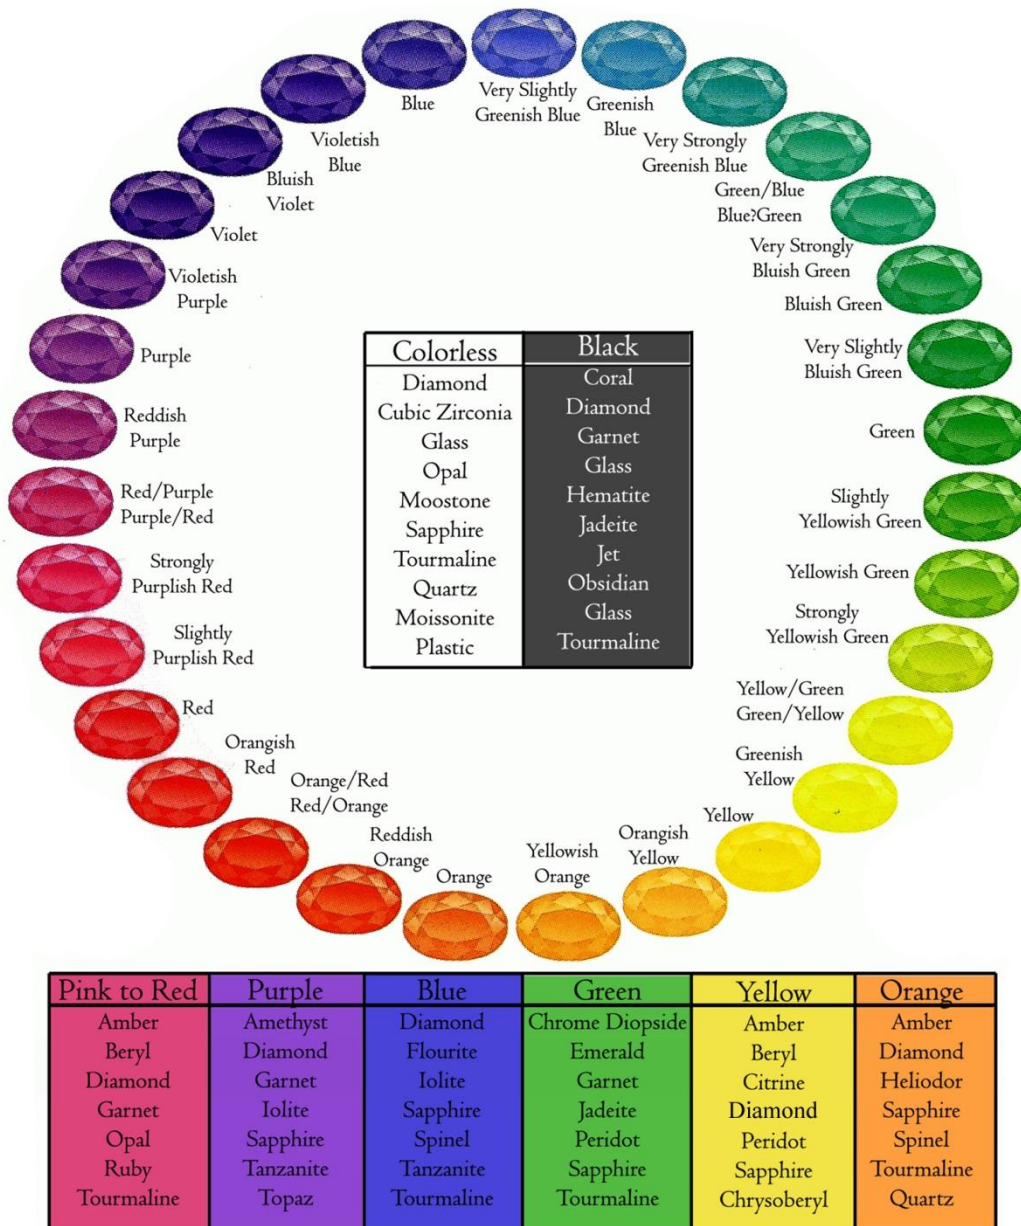 Blue
Very Slightly
Greenish Blue
Greenish
Blue
Very Strongly
Greenish Blue
Green/Blue
Blue?Green
Very Strongly
Bluish Green
Bluish Green
Very Slightly
Bluish Green
Green
Slightly
Yellowish Green
Yellowish Green
Strongly
Yellowish Green
Yellow/Green
Green/Yellow
Greenish
Yellow
Yellow
Orangish
Yellow
Yellowish
Orange
Orange
Reddish
Orange
Orange/Red
Red/Orange
Orangish
Red
Red
Slightly
Purplish Red
Strongly
Purplish Red
Red/Purple
Purple/Red
Reddish
Purple
Purple
Violetish
Purple
Violet
Bluish
Violet
Violetish
Blue
Colorless
Diamond
Cubic Zirconia
Glass
Opal
Moostone
Sapphire
Tourmaline
Quartz
Moissonite
Plastic
Black
Coral
Diamond
Garnet
Glass
Hematite
Jadeite
Jet
Obsidian
Glass
Tourmaline
Pink to Red
Amber
Beryl
Diamond
Garnet
Opal
Ruby
Tourmaline
Purple
Amethyst
Diamond
Garnet
Iolite
Sapphire
Tanzanite
Topaz
Blue
Diamond
Flourite
Iolite
Sapphire
Spinel
Tanzanite
Tourmaline
Green
Chrome Diopside
Emerald
Garnet
Jadeite
Peridot
Sapphire
Tourmaline
Yellow
Amber
Beryl
Citrine
Diamond
Peridot
Sapphire
Chrysoberyl
Orange
Amber
Diamond
Heliodor
Sapphire
Spinel
Tourmaline
Quartz